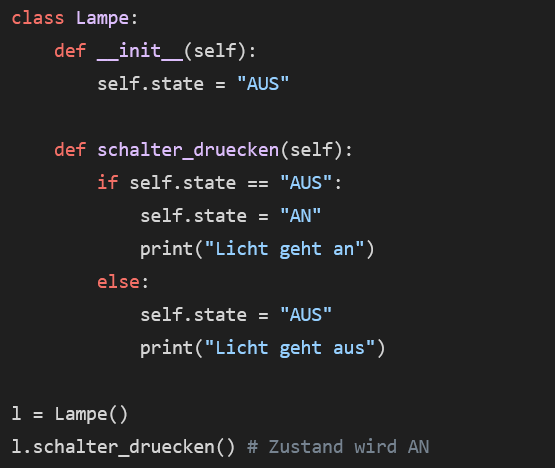 class Lampe:
    def __init__(self):
        self.state = "AUS"

    def schalter_druecken(self):
        if self.state == "AUS":
            self.state = "AN"
            print("Licht geht an")
        else:
            self.state = "AUS"
            print("Licht geht aus")

l = Lampe()
l.schalter_druecken() # Zustand wird AN